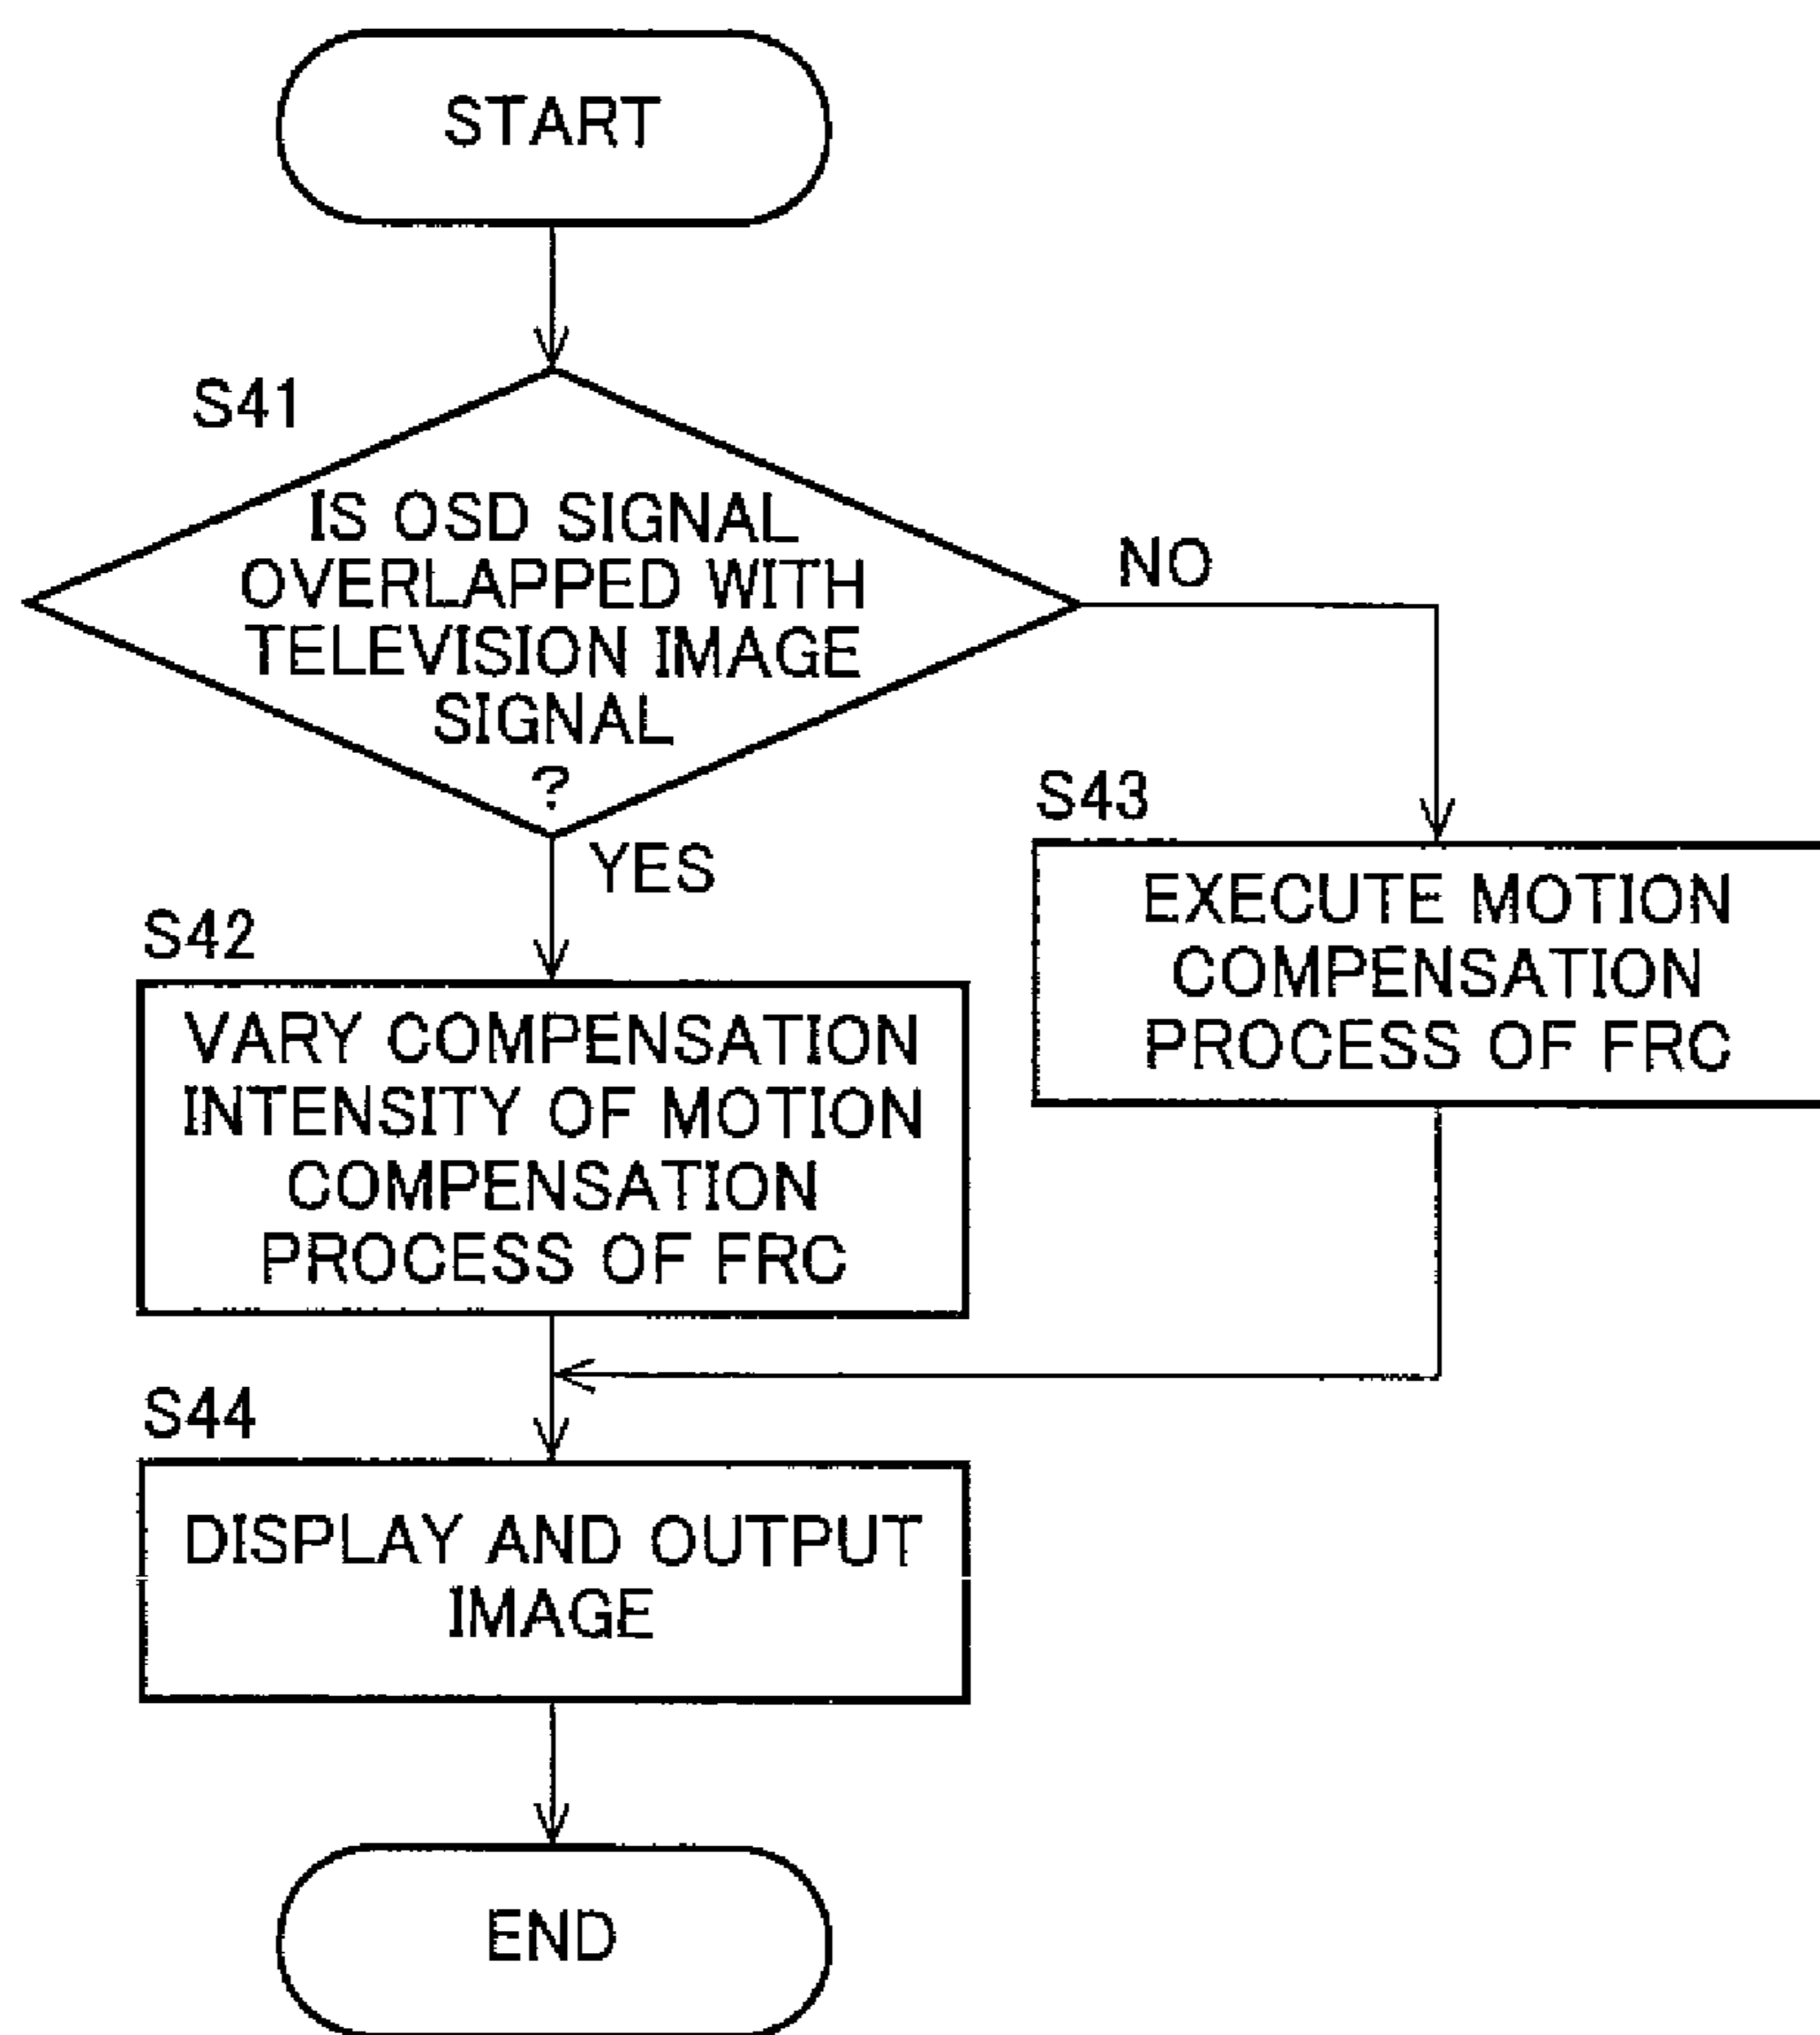 START
S41
IS OSD SIGNAL
OVERLAPPED WITH
TELEVISION IMAGE
SIGNAL
?
NO
YES
S43
EXECUTE MOTION
COMPENSATION
PROCESS OF FRC
S42
VARY COMPENSATION
INTENSITY OF MOTION
COMPENSATION
PROCESS OF FRC
S44
DISPLAY AND OUTPUT
IMAGE
END